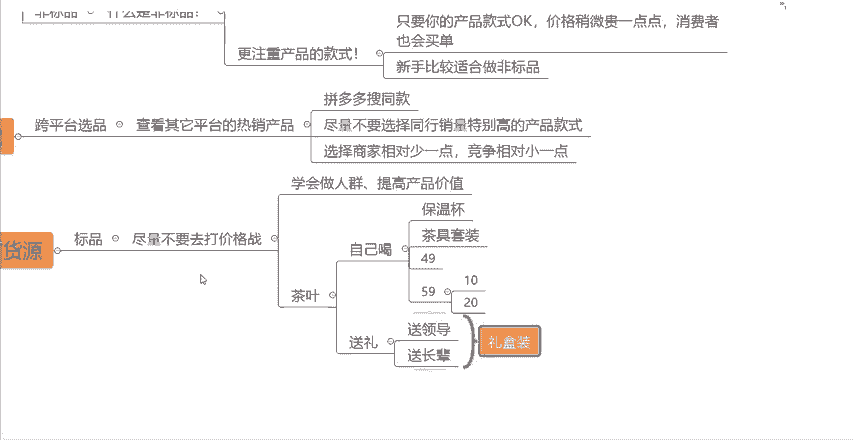 非标品
什么是非标品？
只要你的产品款式OK，价格稍微贵一点点，消费者
也会买单
更注重产品的款式！
新手比较适合做非标品
拼多多搜同款
跨平台选品
查看其它平台的热销产品
尽量不要选择同行销量特别高的产品款式
选择商家相对少一点，竞争相对小一点
学会做人群、提高产品价值
保温杯
货源
标品
尽量不要去打价格战
茶具套装
自己喝
49
10
茶叶
59
20
送领导
送礼
礼盒装
送长辈